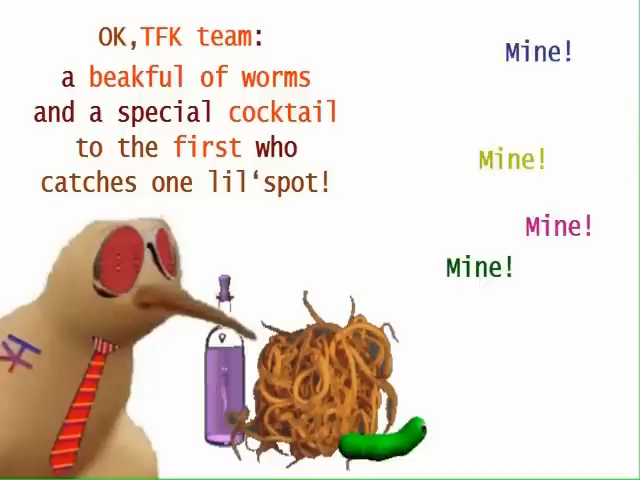 OK,TFK team:
a beakful of worms
and a special cocktail
to the first who
catches one lil‘spot!
Mine!
Mine!
Mine!
Mine!